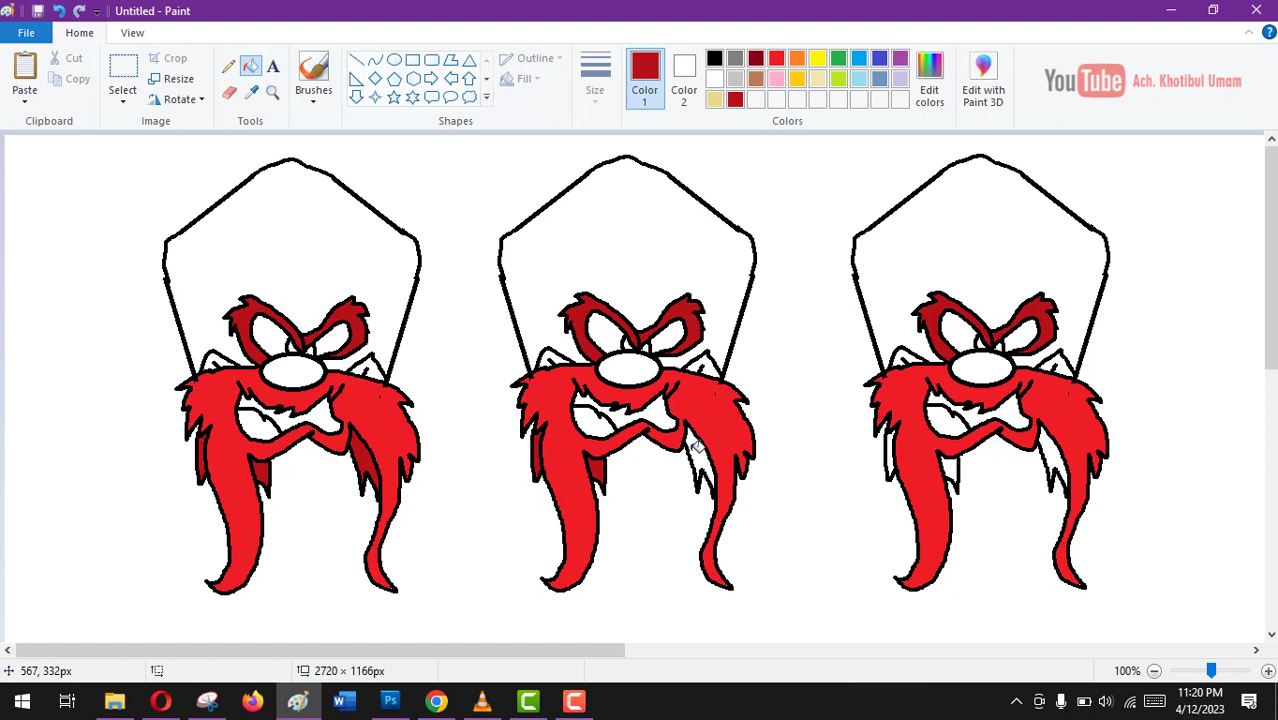 Untitled - Paint
File Home View
Paste
Cut
Copy
Clipboard
Select
Crop
Resize
Rotate
Image
A
Tools
Brushes
Outline
Fill
Shapes
Size
Color 1
Color 2
Edit colors
Colors
Edit with Paint 3D
YouTube Ach. Khotibul Umam
567, 332px
2720 × 1166px
100%
11:20 PM
4/12/2023